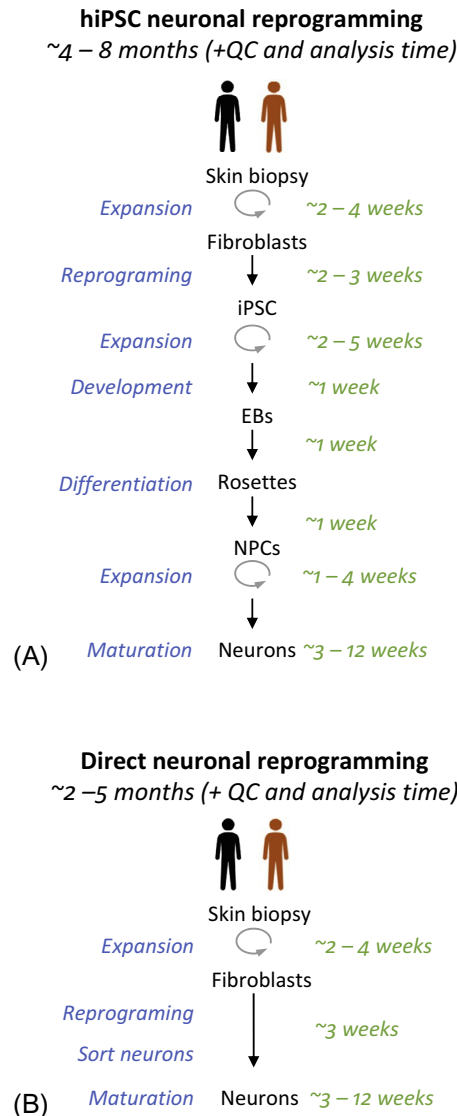 hiPSC neuronal reprogramming
~4 – 8 months (+QC and analysis time)
Skin biopsy
Expansion ~2 – 4 weeks
Fibroblasts
Reprograming ~2 – 3 weeks
iPSC
Expansion ~2 – 5 weeks
Development ~1 week
EBs
~1 week
Differentiation Rosettes
~1 week
NPCs
Expansion ~1 – 4 weeks
(A) Maturation Neurons ~3 – 12 weeks
Direct neuronal reprogramming
~2 –5 months (+ QC and analysis time)
Skin biopsy
Expansion ~2 – 4 weeks
Fibroblasts
Reprograming
~3 weeks
Sort neurons
(B) Maturation Neurons ~3 – 12 weeks